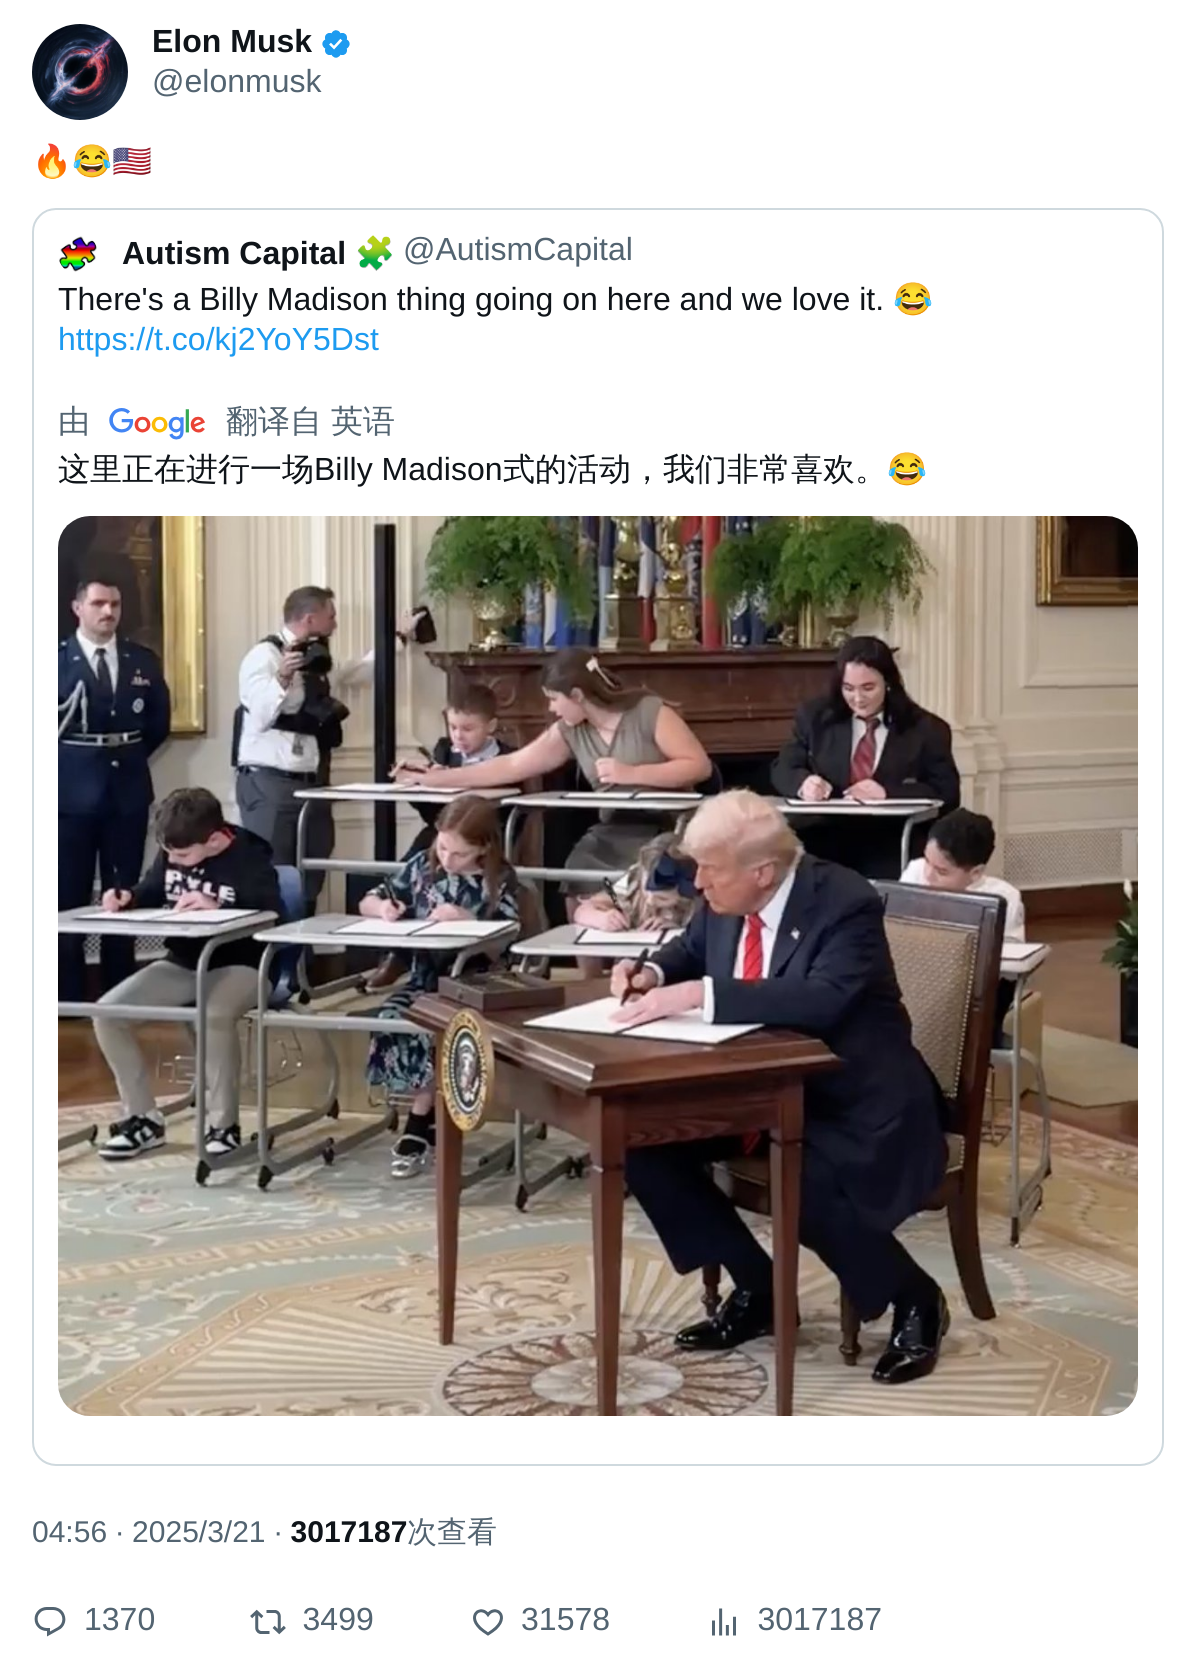 Elon Musk
@elonmusk
🔥😂🇺🇸
Autism Capital 🧩 @AutismCapital
There's a Billy Madison thing going on here and we love it. 😂
https://t.co/kj2YoY5Dst
由 Google 翻译自 英语
这里正在进行一场Billy Madison式的活动，我们非常喜欢。😂
04:56 · 2025/3/21 · 3017187次查看
1370 3499 31578 3017187